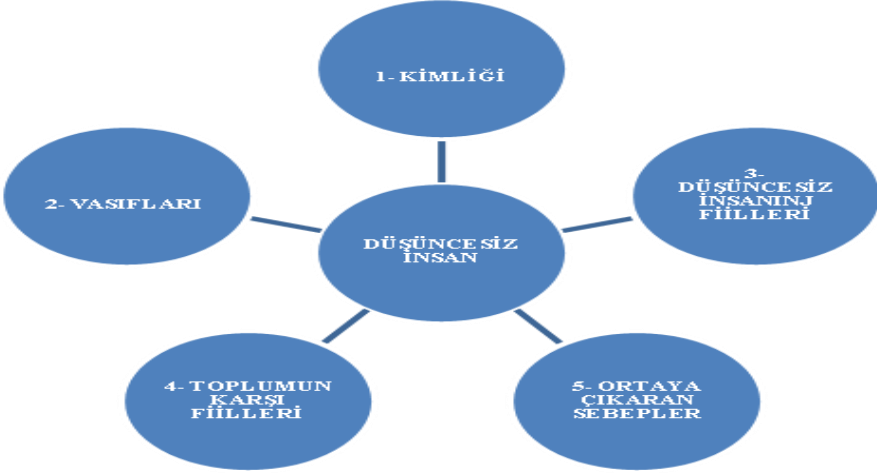 1- KİMLİĞİ
2- VASIFLARI
3-
DÜŞÜNCESİZ
İNSANINJ
FİİLLERİ
DÜŞÜNCESİZ
İNSAN
4- TOPLUMUN
KARŞI
FİİLLERİ
5- ORTAYA
ÇIKARAN
SEBEPLER